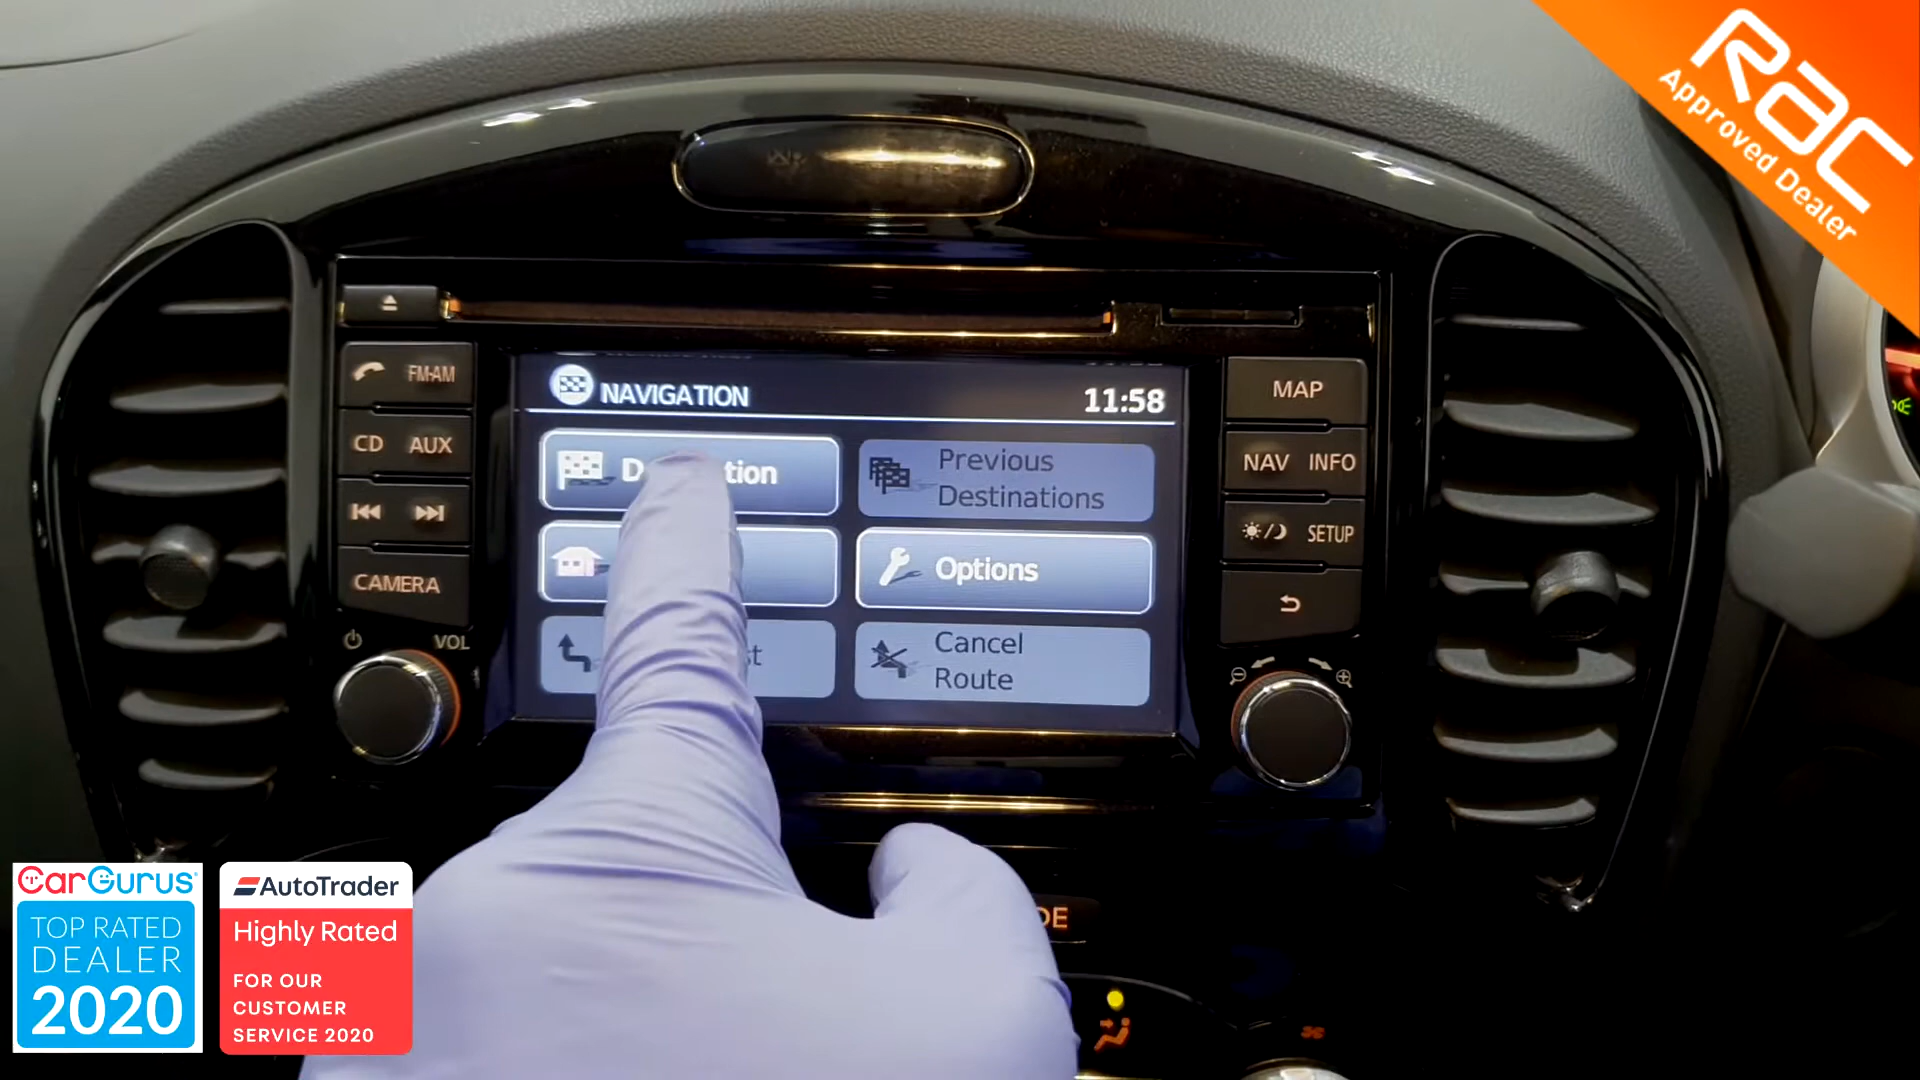 rac
Approved Dealer
FM·AM
CD AUX
CAMERA
VOL
NAVIGATION
11:58
Previous
Destinations
Options
Cancel
Route
MAP
NAV INFO
SETUP
CarGurus
TOP RATED
DEALER
2020
AutoTrader
Highly Rated
FOR OUR
CUSTOMER
SERVICE 2020